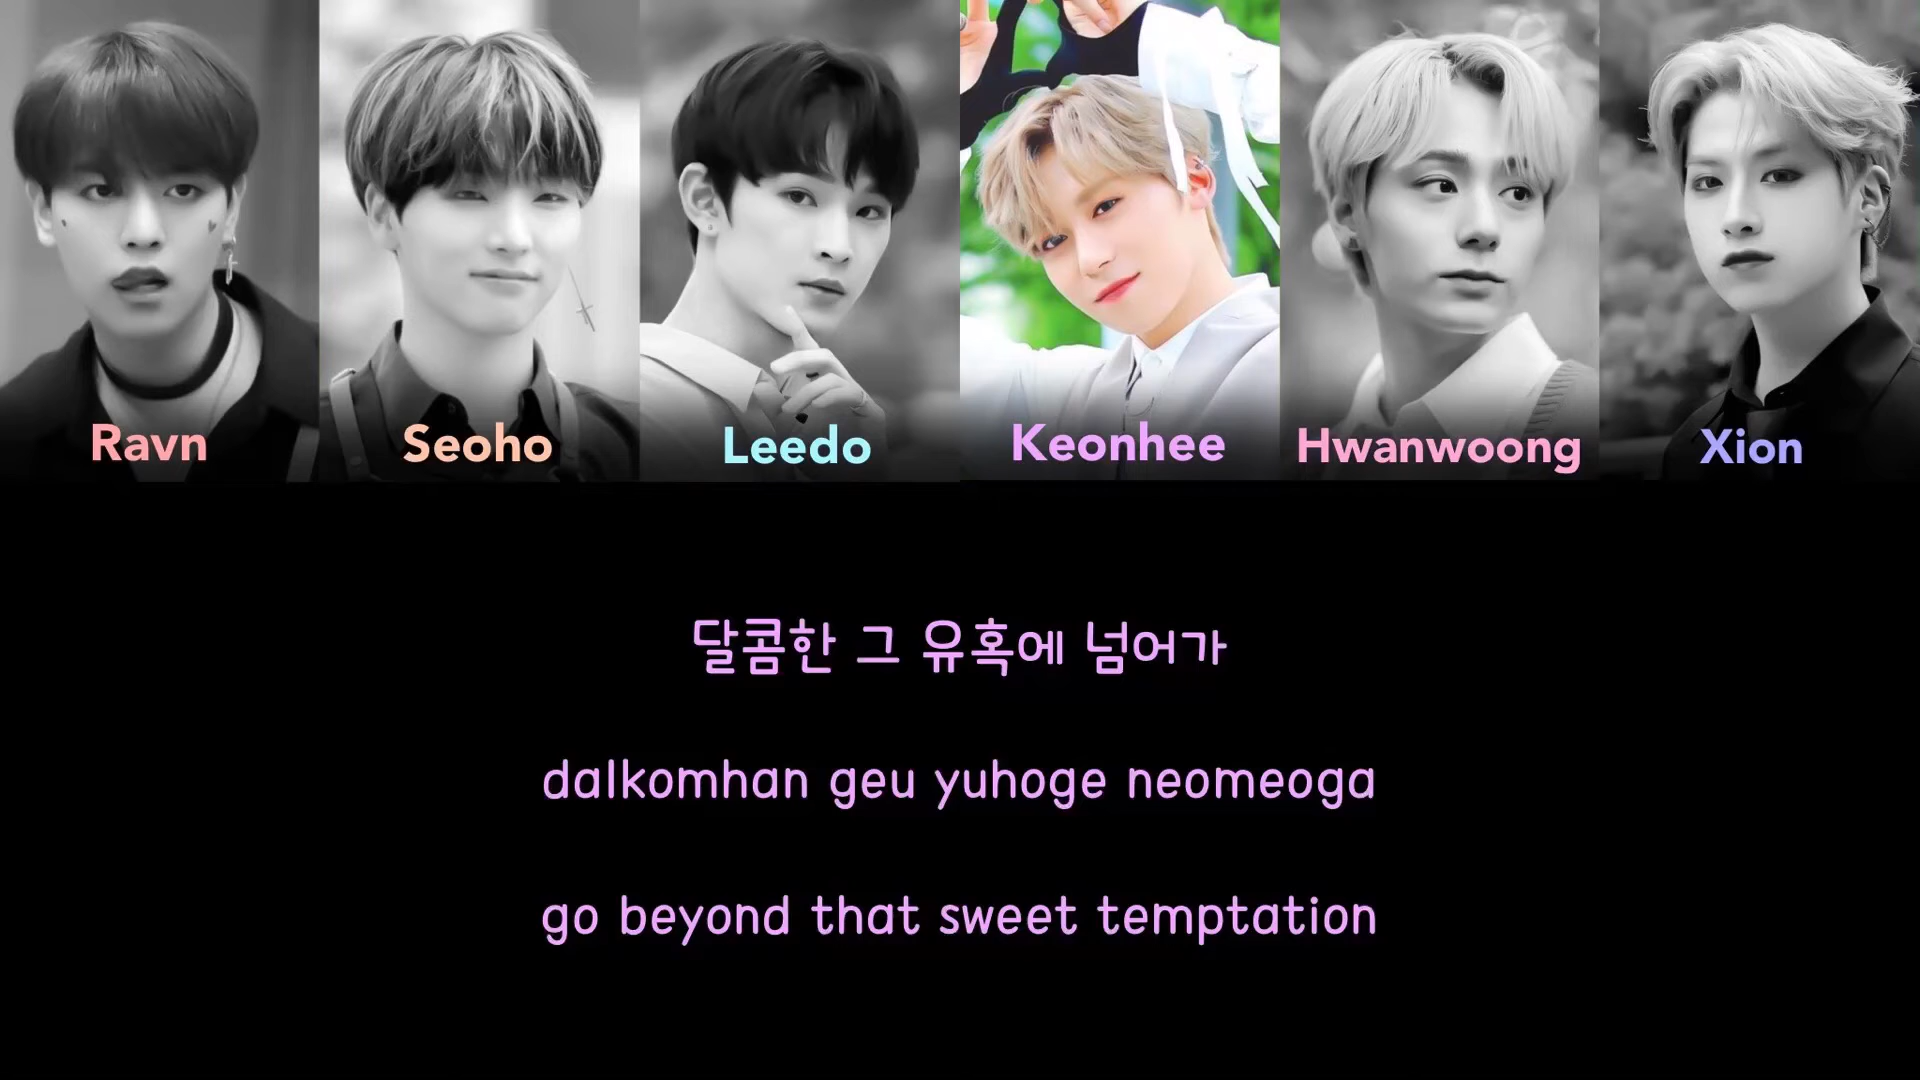 Ravn Seoho Leedo Keonhee Hwanwoong Xion
달콤한 그 유혹에 넘어가
dalkomhan geu yuhoge neomeoga
go beyond that sweet temptation